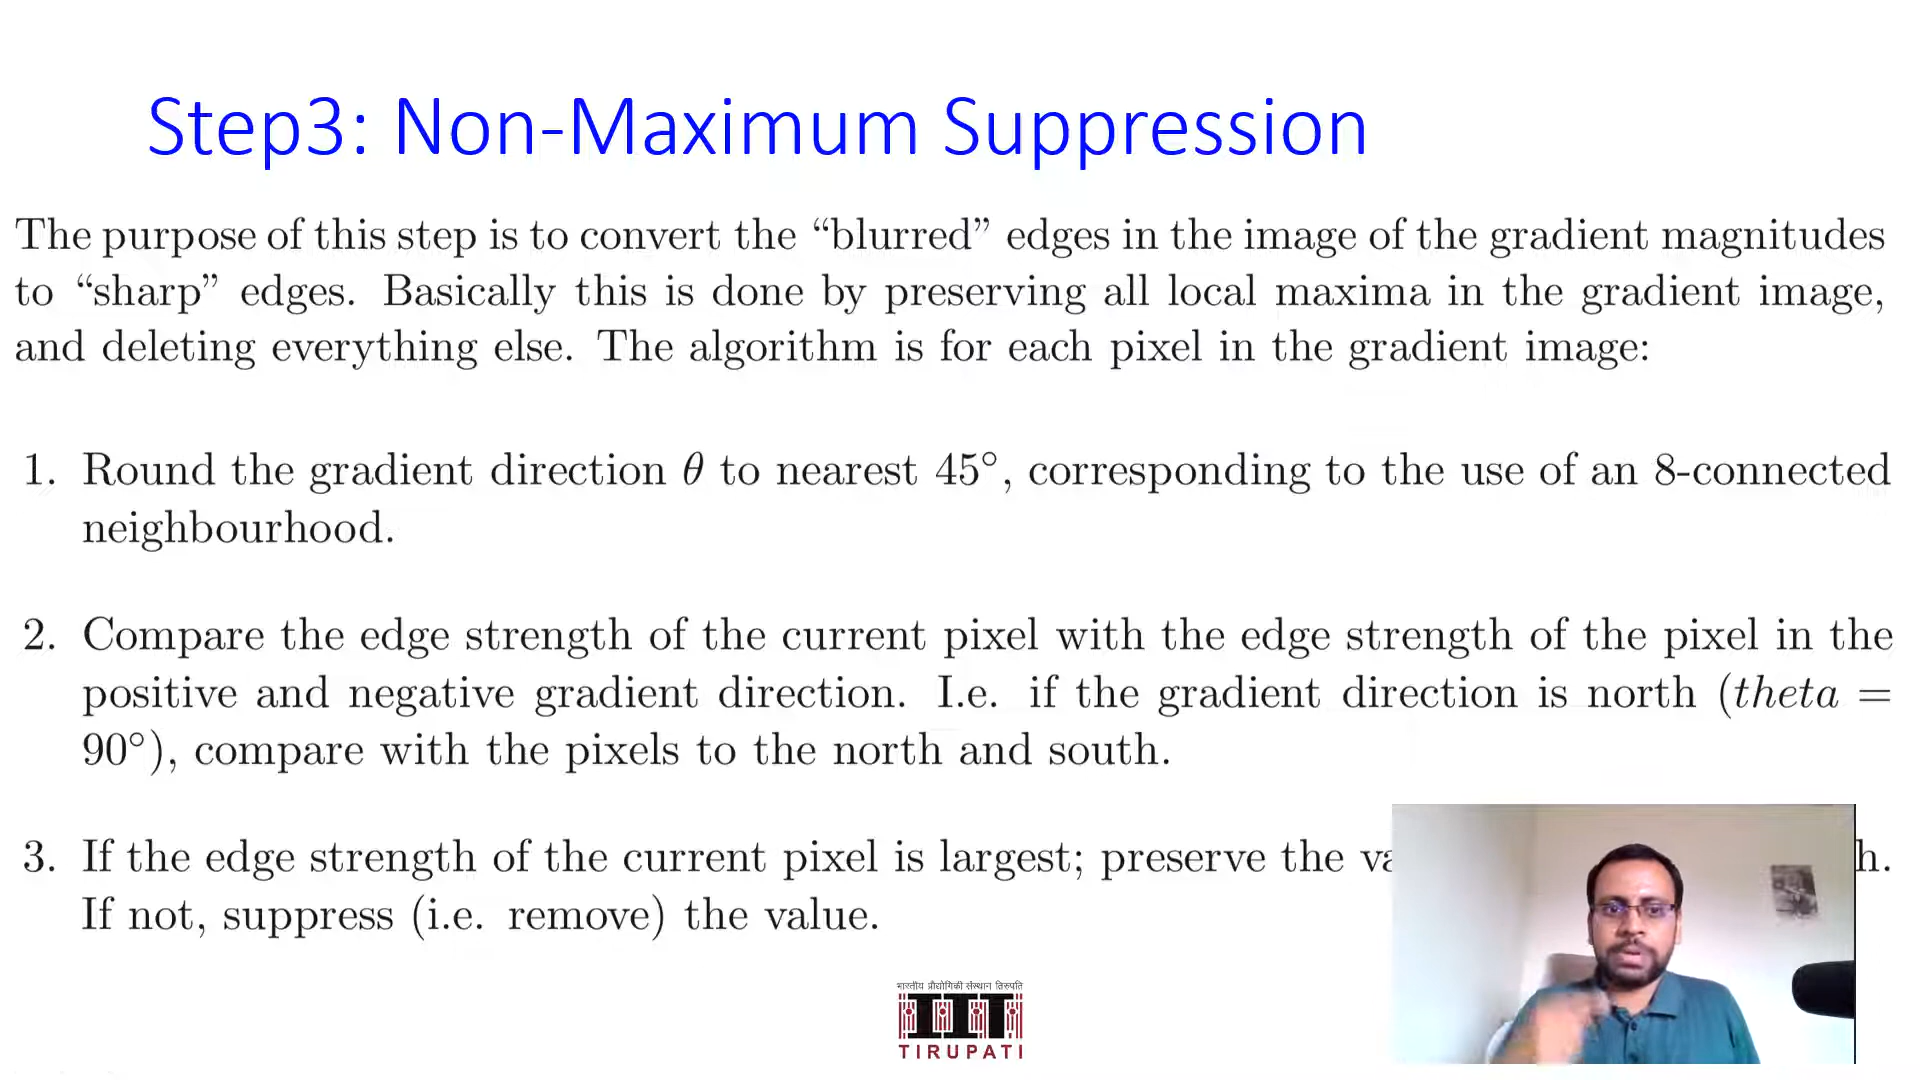 Step3: Non-Maximum Suppression
The purpose of this step is to convert the “blurred” edges in the image of the gradient magnitudes
to “sharp” edges. Basically this is done by preserving all local maxima in the gradient image,
and deleting everything else. The algorithm is for each pixel in the gradient image:
1. Round the gradient direction θ to nearest 45°, corresponding to the use of an 8-connected
neighbourhood.
2. Compare the edge strength of the current pixel with the edge strength of the pixel in the
positive and negative gradient direction. I.e. if the gradient direction is north (theta =
90°), compare with the pixels to the north and south.
3. If the edge strength of the current pixel is largest; preserve the
If not, suppress (i.e. remove) the value.
भारतीय प्रौद्योगिकी संस्थान तिरुपति
TIRUPATI